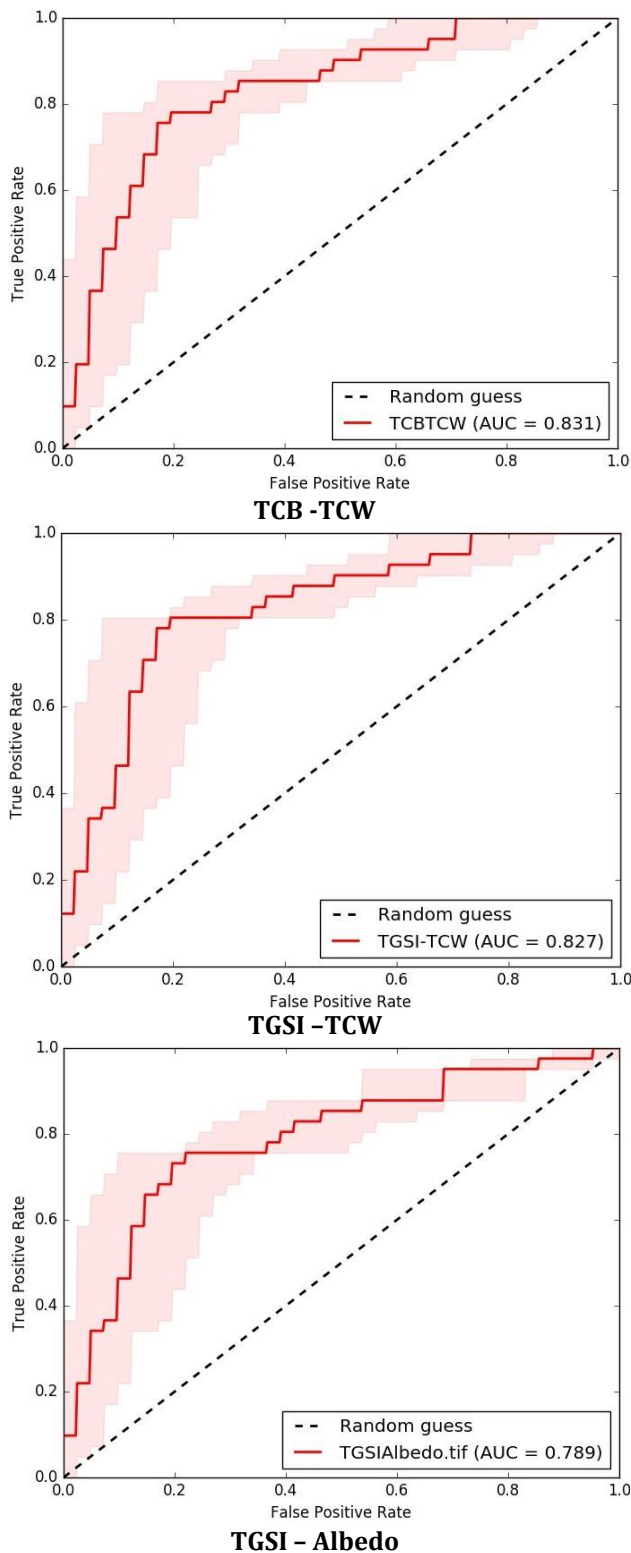 1.0
0.8
0.6
0.4
0.2
0.0
True Positive Rate
Random guess
TCBTCW (AUC = 0.831)
0.0 0.2 0.4 0.6 0.8 1.0
False Positive Rate
TCB -TCW
1.0
0.8
0.6
0.4
0.2
0.0
True Positive Rate
Random guess
TGSI-TCW (AUC = 0.827)
0.0 0.2 0.4 0.6 0.8 1.0
False Positive Rate
TGSI –TCW
1.0
0.8
0.6
0.4
0.2
0.0
True Positive Rate
Random guess
TGSIAlbedo.tif (AUC = 0.789)
0.0 0.2 0.4 0.6 0.8 1.0
False Positive Rate
TGSI – Albedo